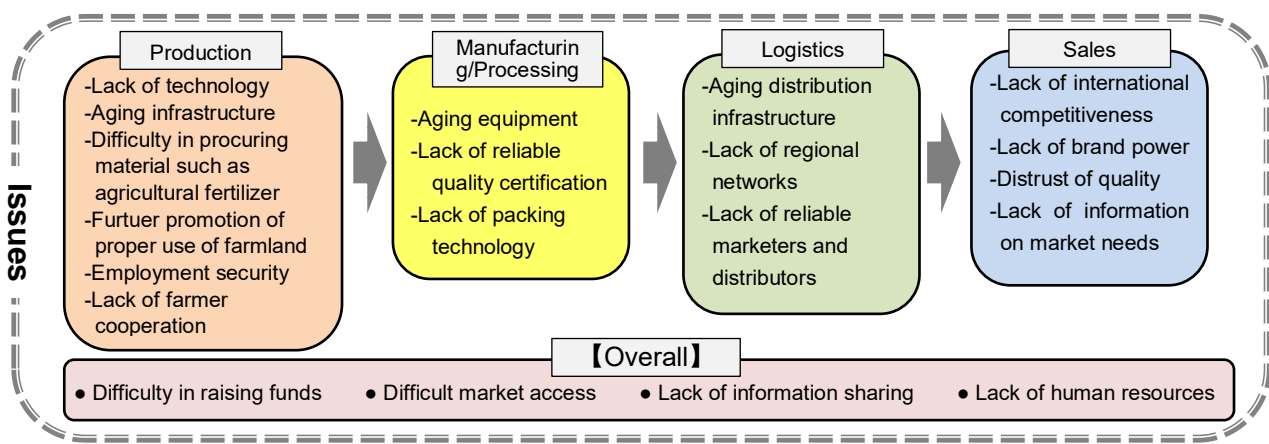 Issues
Production
-Lack of technology
-Aging infrastructure
-Difficulty in procuring
material such as
agricultural fertilizer
-Furtuer promotion of
proper use of farmland
-Employment security
-Lack of farmer
cooperation
Manufacturin
g/Processing
-Aging equipment
-Lack of reliable
quality certification
-Lack of packing
technology
Logistics
-Aging distribution
infrastructure
-Lack of regional
networks
-Lack of reliable
marketers and
distributors
Sales
-Lack of international
competitiveness
-Lack of brand power
-Distrust of quality
-Lack of information
on market needs
【Overall】
● Difficulty in raising funds ● Difficult market access ● Lack of information sharing ● Lack of human resources